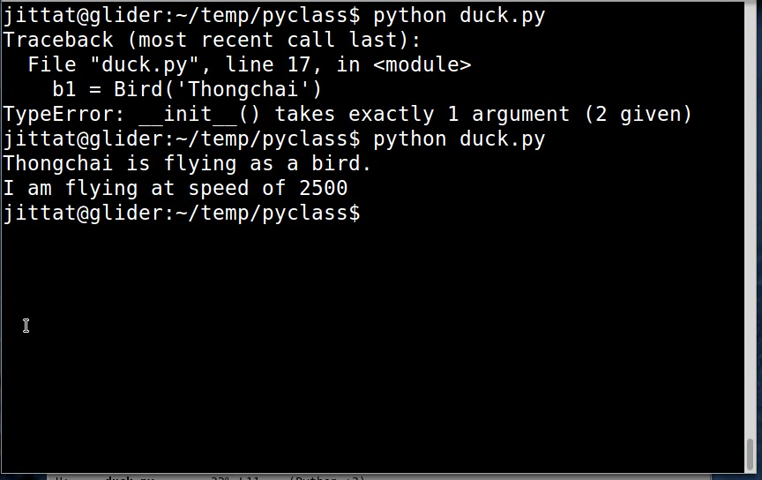 jittat@glider:~/temp/pyclass$ python duck.py
Traceback (most recent call last):
  File "duck.py", line 17, in <module>
    b1 = Bird('Thongchai')
TypeError: __init__() takes exactly 1 argument (2 given)
jittat@glider:~/temp/pyclass$ python duck.py
Thongchai is flying as a bird.
I am flying at speed of 2500
jittat@glider:~/temp/pyclass$